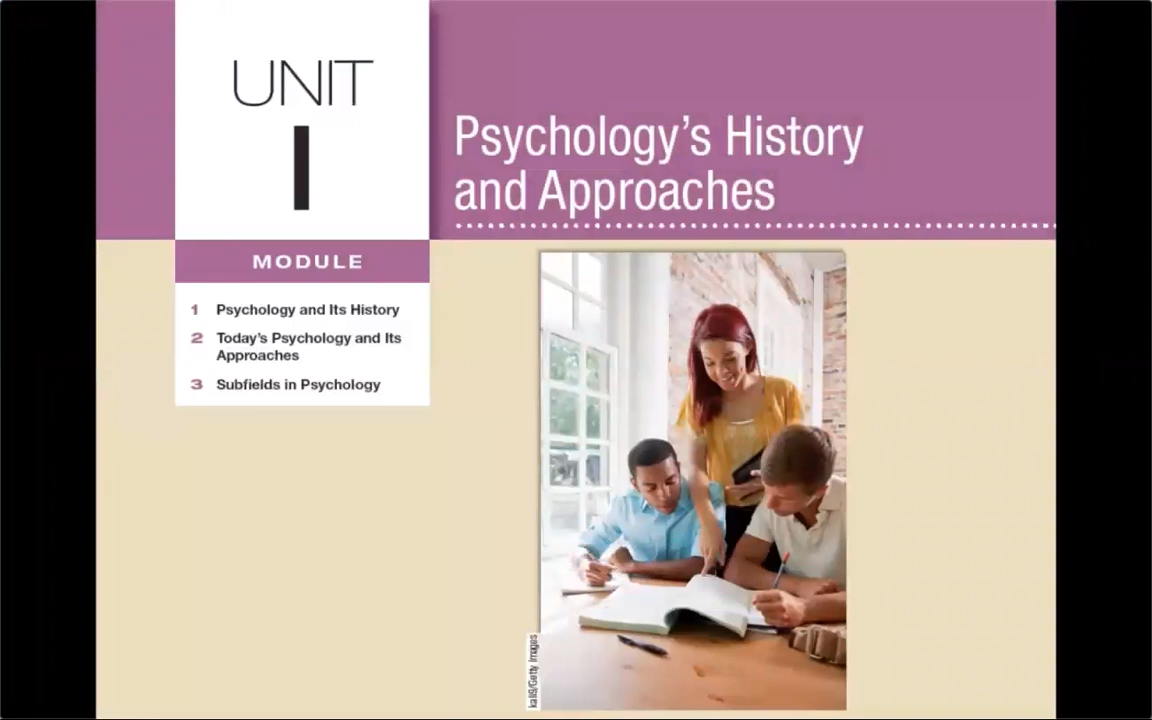 UNIT
I
Psychology's History
and Approaches
MODULE
1 Psychology and Its History
2 Today's Psychology and Its
Approaches
3 Subfields in Psychology
kali9/Getty Images